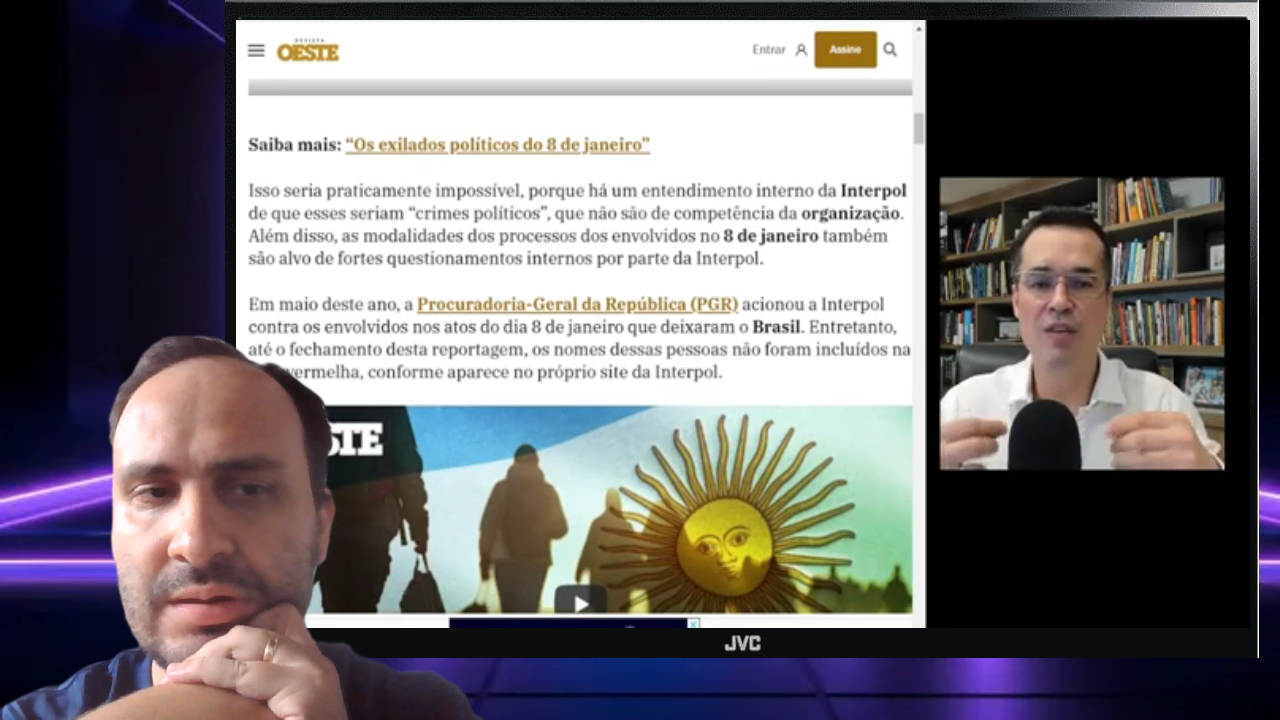 REVISTA
OESTE
Entrar
Assine
Saiba mais: “Os exilados políticos do 8 de janeiro”
Isso seria praticamente impossível, porque há um entendimento interno da Interpol
de que esses seriam “crimes políticos”, que não são de competência da organização.
Além disso, as modalidades dos processos dos envolvidos no 8 de janeiro também
são alvo de fortes questionamentos internos por parte da Interpol.
Em maio deste ano, a Procuradoria-Geral da República (PGR) acionou a Interpol
contra os envolvidos nos atos do dia 8 de janeiro que deixaram o Brasil. Entretanto,
até o fechamento desta reportagem, os nomes dessas pessoas não foram incluídos na
vermelha, conforme aparece no próprio site da Interpol.
STE
JVC